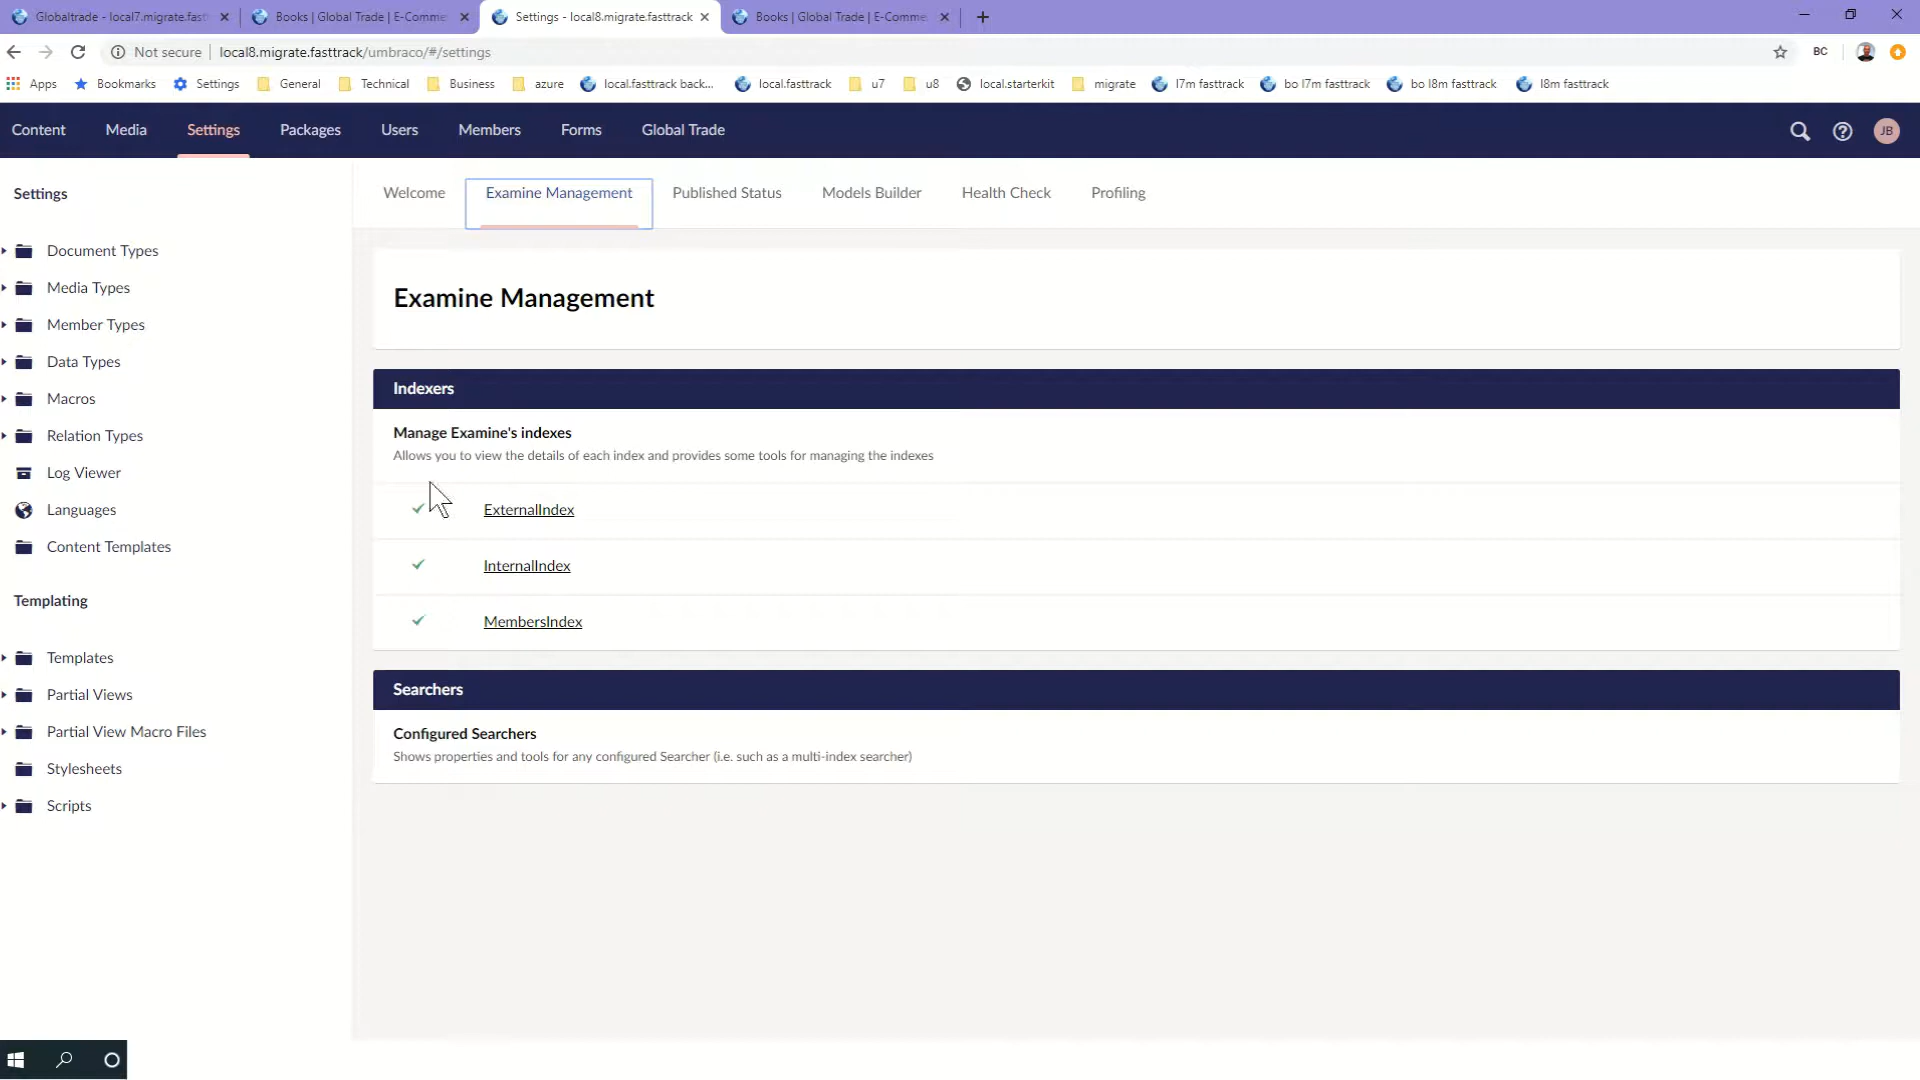 Globaltrade - local7.migrate.fast
Books | Global Trade | E-Comme
Settings - local8.migrate.fasttrack
Books | Global Trade | E-Comme
Not secure
local8.migrate.fasttrack/umbraco/#/settings
BC
Apps
Bookmarks
Settings
General
Technical
Business
azure
local.fasttrack back...
local.fasttrack
u7
u8
local.starterkit
migrate
l7m fasttrack
bo l7m fasttrack
bo l8m fasttrack
l8m fasttrack
Content
Media
Settings
Packages
Users
Members
Forms
Global Trade
JB
Settings
Document Types
Media Types
Member Types
Data Types
Macros
Relation Types
Log Viewer
Languages
Content Templates
Templating
Templates
Partial Views
Partial View Macro Files
Stylesheets
Scripts
Welcome
Examine Management
Published Status
Models Builder
Health Check
Profiling
Examine Management
Indexers
Manage Examine's indexes
Allows you to view the details of each index and provides some tools for managing the indexes
ExternalIndex
InternalIndex
MembersIndex
Searchers
Configured Searchers
Shows properties and tools for any configured Searcher (i.e. such as a multi-index searcher)